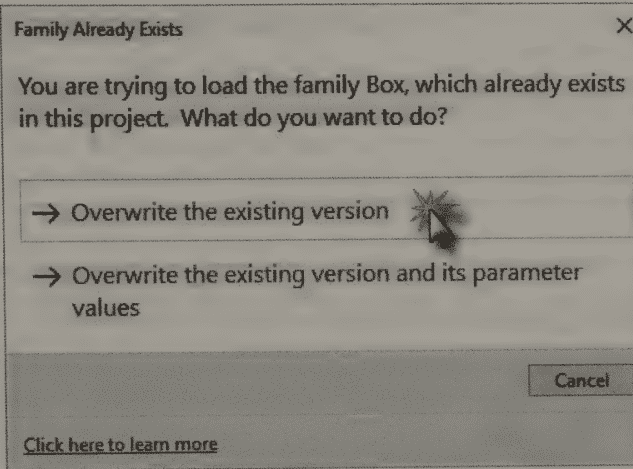 Family Already Exists
You are trying to load the family Box, which already exists
in this project. What do you want to do?
→ Overwrite the existing version
→ Overwrite the existing version and its parameter
values
Cancel
Click here to learn more